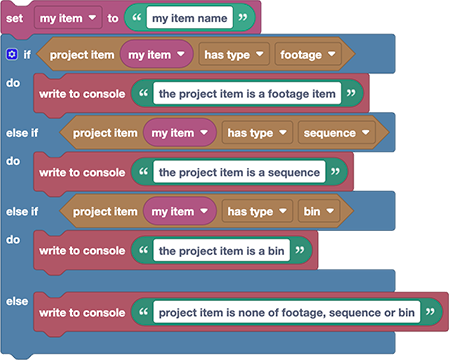 set my item to “ my item name ”
if project item my item has type footage
do write to console “ the project item is a footage item ”
else if project item my item has type sequence
do write to console “ the project item is a sequence ”
else if project item my item has type bin
do write to console “ the project item is a bin ”
else write to console “ project item is none of footage, sequence or bin ”